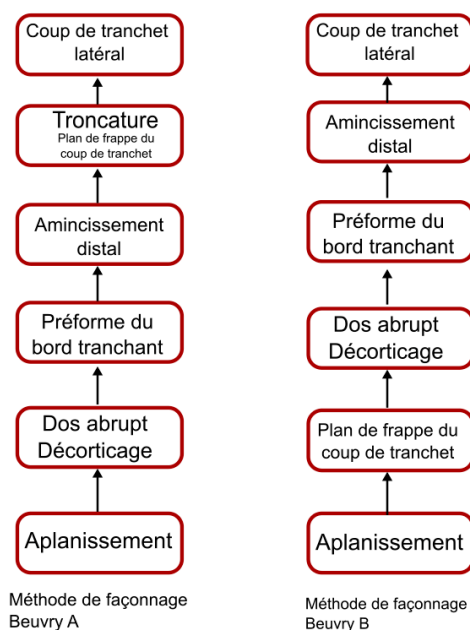 Coup de tranchet
latéral
Troncature
Plan de frappe du
coup de tranchet
Amincissement
distal
Préforme du
bord tranchant
Dos abrupt
Décorticage
Aplanissement
Méthode de façonnage
Beuvry A
Coup de tranchet
latéral
Amincissement
distal
Préforme du
bord tranchant
Dos abrupt
Décorticage
Plan de frappe du
coup de tranchet
Aplanissement
Méthode de façonnage
Beuvry B